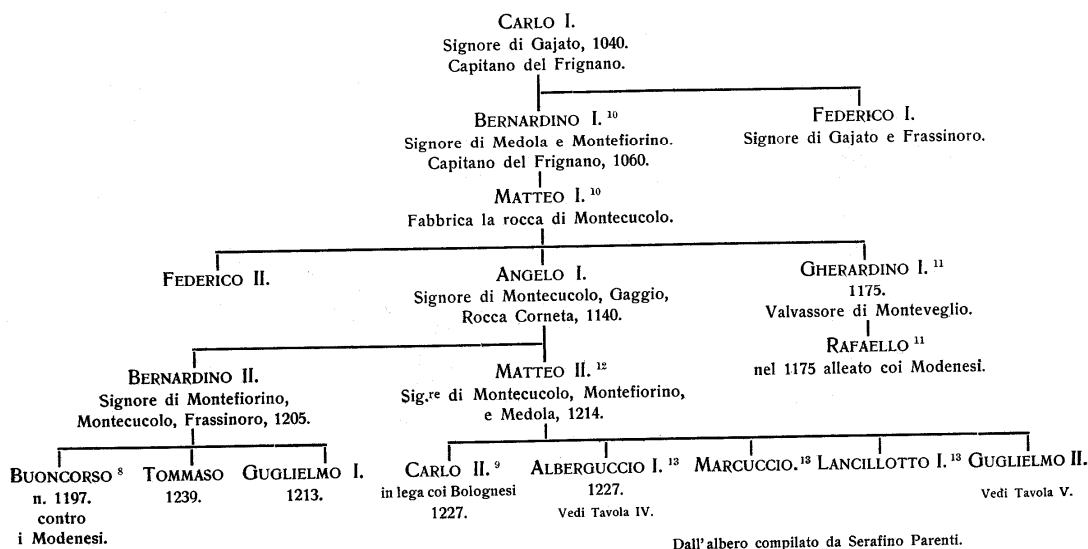 CARLO I.
Signore di Gajato, 1040.
Capitano del Frignano.
BERNARDINO I. 10
Signore di Medola e Montefiorino.
Capitano del Frignano, 1060.
FEDERICO I.
Signore di Gajato e Frassinoro.
MATTEO I. 10
Fabbrica la rocca di Montecucolo.
FEDERICO II.
ANGELO I.
Signore di Montecucolo, Gaggio,
Rocca Corneta, 1140.
GHERARDINO I. 11
1175.
Valvassore di Monteveglio.
RAFAELLO 11
nel 1175 alleato coi Modenesi.
BERNARDINO II.
Signore di Montefiorino,
Montecucolo, Frassinoro, 1205.
MATTEO II. 12
Sig.re di Montecucolo, Montefiorino,
e Medola, 1214.
BUONCORSO 8
n. 1197.
contro
i Modenesi.
TOMMASO
1239.
GUGLIELMO I.
1213.
CARLO II. 9
in lega coi Bolognesi
1227.
ALBERGUCCIO I. 13
1227.
Vedi Tavola IV.
MARCUCCIO. 13
LANCILLOTTO I. 13
GUGLIELMO II.
Vedi Tavola V.
Dall'albero compilato da Serafino Parenti.